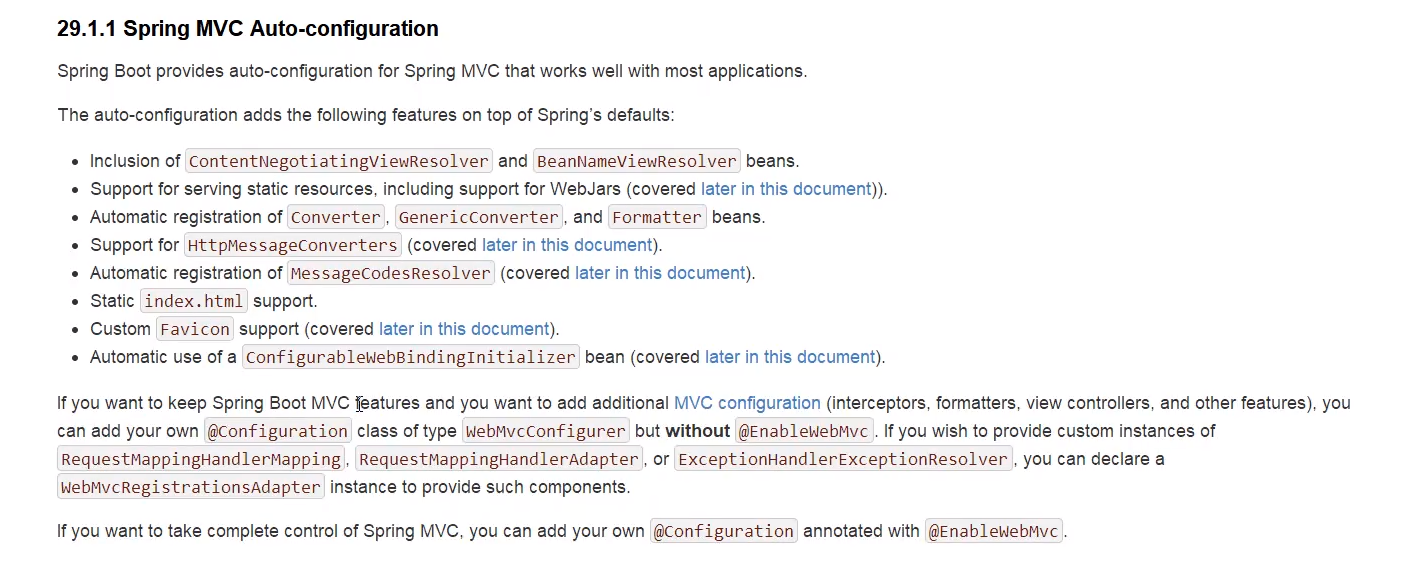 29.1.1 Spring MVC Auto-configuration
Spring Boot provides auto-configuration for Spring MVC that works well with most applications.
The auto-configuration adds the following features on top of Spring’s defaults:
• Inclusion of ContentNegotiatingViewResolver and BeanNameViewResolver beans.
• Support for serving static resources, including support for WebJars (covered later in this document)).
• Automatic registration of Converter, GenericConverter, and Formatter beans.
• Support for HttpMessageConverters (covered later in this document).
• Automatic registration of MessageCodesResolver (covered later in this document).
• Static index.html support.
• Custom Favicon support (covered later in this document).
• Automatic use of a ConfigurableWebBindingInitializer bean (covered later in this document).
If you want to keep Spring Boot MVC features and you want to add additional MVC configuration (interceptors, formatters, view controllers, and other features), you
can add your own @Configuration class of type WebMvcConfigurer but without @EnableWebMvc. If you wish to provide custom instances of
RequestMappingHandlerMapping, RequestMappingHandlerAdapter, or ExceptionHandlerExceptionResolver, you can declare a
WebMvcRegistrationsAdapter instance to provide such components.
If you want to take complete control of Spring MVC, you can add your own @Configuration annotated with @EnableWebMvc.